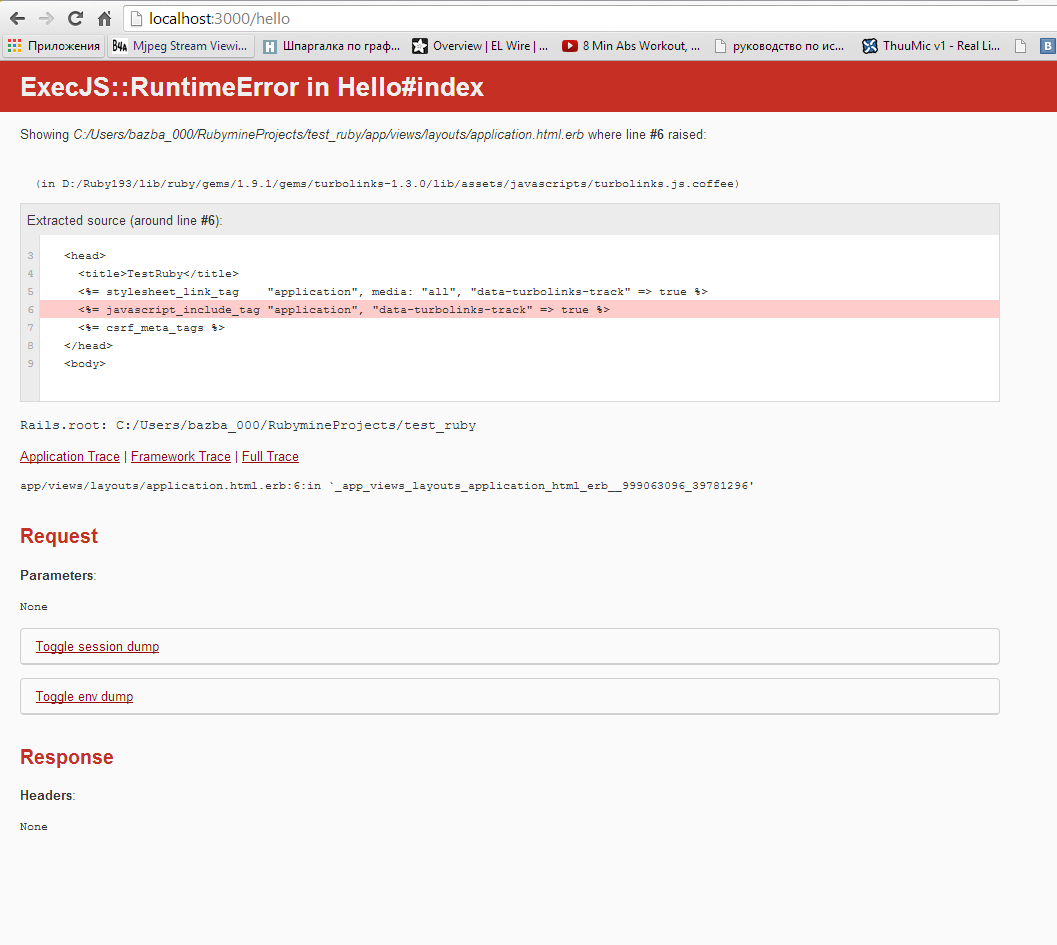 localhost:3000/hello
Приложения Mjpeg Stream Viewi... H Шпаргалка по граф... Overview | EL Wire | ... 8 Min Abs Workout, ... руководство по ис... ThuuMic v1 - Real Li... B
ExecJS::RuntimeError in Hello#index
Showing C:/Users/bazba_000/RubymineProjects/test_ruby/app/views/layouts/application.html.erb where line #6 raised:
(in D:/Ruby193/lib/ruby/gems/1.9.1/gems/turbolinks-1.3.0/lib/assets/javascripts/turbolinks.js.coffee)
Extracted source (around line #6):
3 <head>
4 <title>TestRuby</title>
5 <%= stylesheet_link_tag    "application", media: "all", "data-turbolinks-track" => true %>
6 <%= javascript_include_tag "application", "data-turbolinks-track" => true %>
7 <%= csrf_meta_tags %>
8 </head>
9 <body>
Rails.root: C:/Users/bazba_000/RubymineProjects/test_ruby
Application Trace | Framework Trace | Full Trace
app/views/layouts/application.html.erb:6:in `_app_views_layouts_application_html_erb__999063096_39781296'
Request
Parameters:
None
Toggle session dump
Toggle env dump
Response
Headers:
None